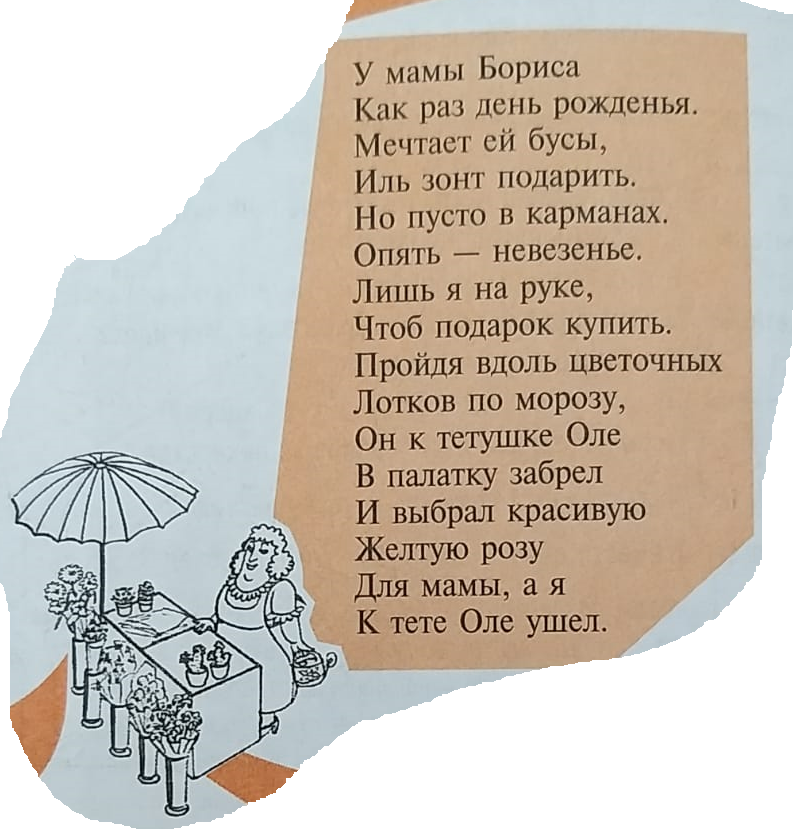 У мамы Бориса
Как раз день рожденья.
Мечтает ей бусы,
Иль зонт подарить.
Но пусто в карманах.
Опять — невезенье.
Лишь я на руке,
Чтоб подарок купить.
Пройдя вдоль цветочных
Лотков по морозу,
Он к тетушке Оле
В палатку забрел
И выбрал красивую
Желтую розу
Для мамы, а я
К тете Оле ушел.